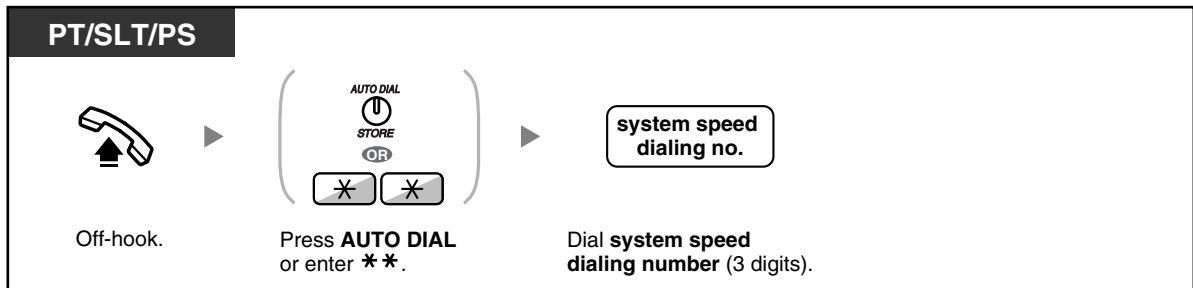 PT/SLT/PS
AUTO DIAL
STORE
OR
* *
system speed
dialing no.
Off-hook.
Press AUTO DIAL
or enter **.
Dial system speed
dialing number (3 digits).